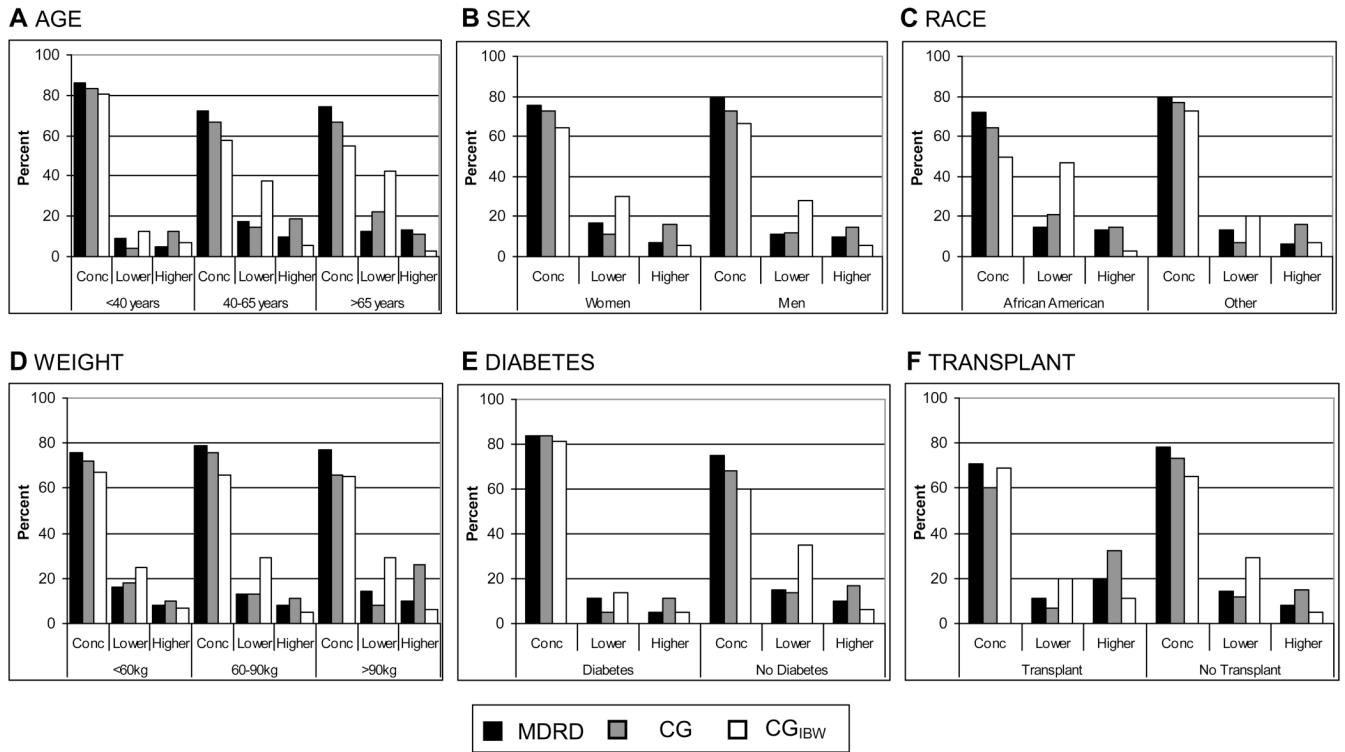 A AGE
100
80
60
40
20
0
Percent
Conc Lower Higher Conc Lower Higher Conc Lower Higher
<40 years 40-65 years >65 years
B SEX
100
80
60
40
20
0
Percent
Conc Lower Higher Conc Lower Higher
Women Men
C RACE
100
80
60
40
20
0
Percent
Conc Lower Higher Conc Lower Higher
African American Other
D WEIGHT
100
80
60
40
20
0
Percent
Conc Lower Higher Conc Lower Higher Conc Lower Higher
<60kg 60-90kg >90kg
E DIABETES
100
80
60
40
20
0
Percent
Conc Lower Higher Conc Lower Higher
Diabetes No Diabetes
F TRANSPLANT
100
80
60
40
20
0
Percent
Conc Lower Higher Conc Lower Higher
Transplant No Transplant
MDRD CG CGIBW